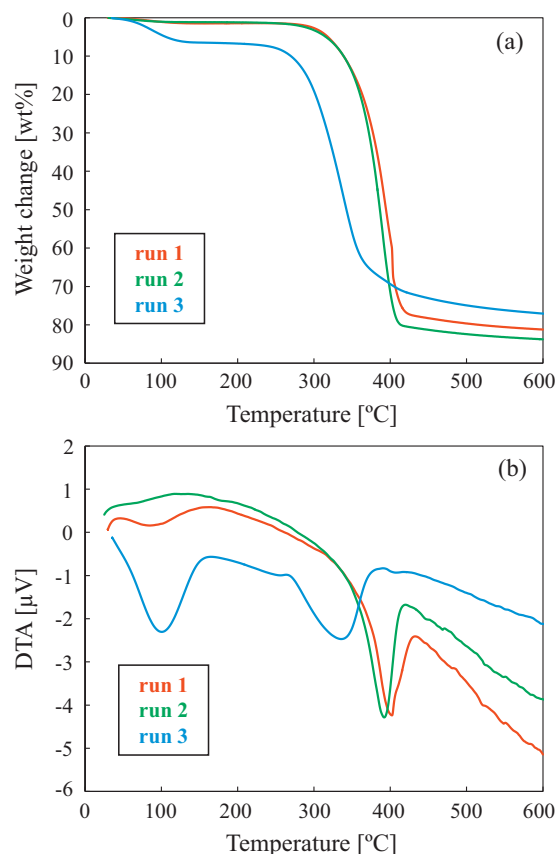 (a)
0
10
20
30
40
50
60
70
80
90
Weight change [wt%]
run 1
run 2
run 3
0 100 200 300 400 500 600
Temperature [ºC]
(b)
2
1
0
-1
-2
-3
-4
-5
-6
DTA [µV]
run 1
run 2
run 3
0 100 200 300 400 500 600
Temperature [ºC]